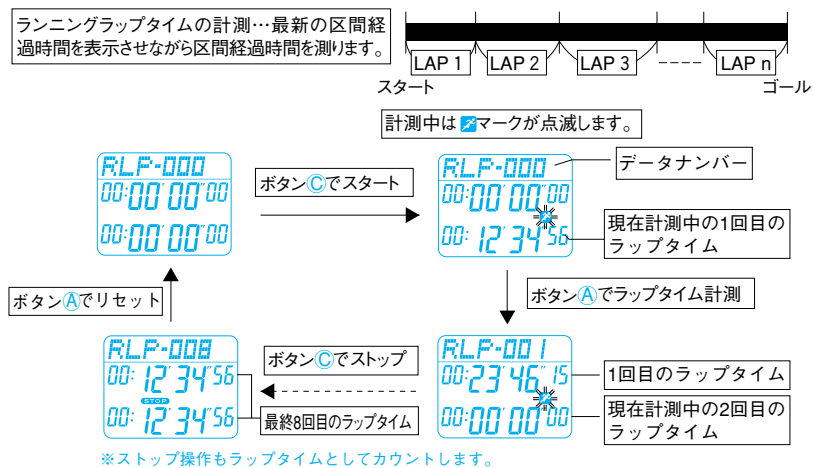 ランニングラップタイムの計測…最新の区間経
過時間を表示させながら区間経過時間を測ります。
LAP 1
LAP 2
LAP 3
LAP n
スタート
ゴール
計測中はマークが点滅します。
RLP-000
00:00'00"00
00:00'00"00
ボタンⒸでスタート
RLP-000
00:00'00"00
00:12'34"56
データナンバー
現在計測中の1回目の
ラップタイム
ボタンⒶでリセット
ボタンⒶでラップタイム計測
RLP-008
00:12'34"56
STOP
00:12'34"56
ボタンⒸでストップ
最終8回目のラップタイム
RLP-001
00:23'46"15
00:00'00"00
1回目のラップタイム
現在計測中の2回目の
ラップタイム
※ストップ操作もラップタイムとしてカウントします。